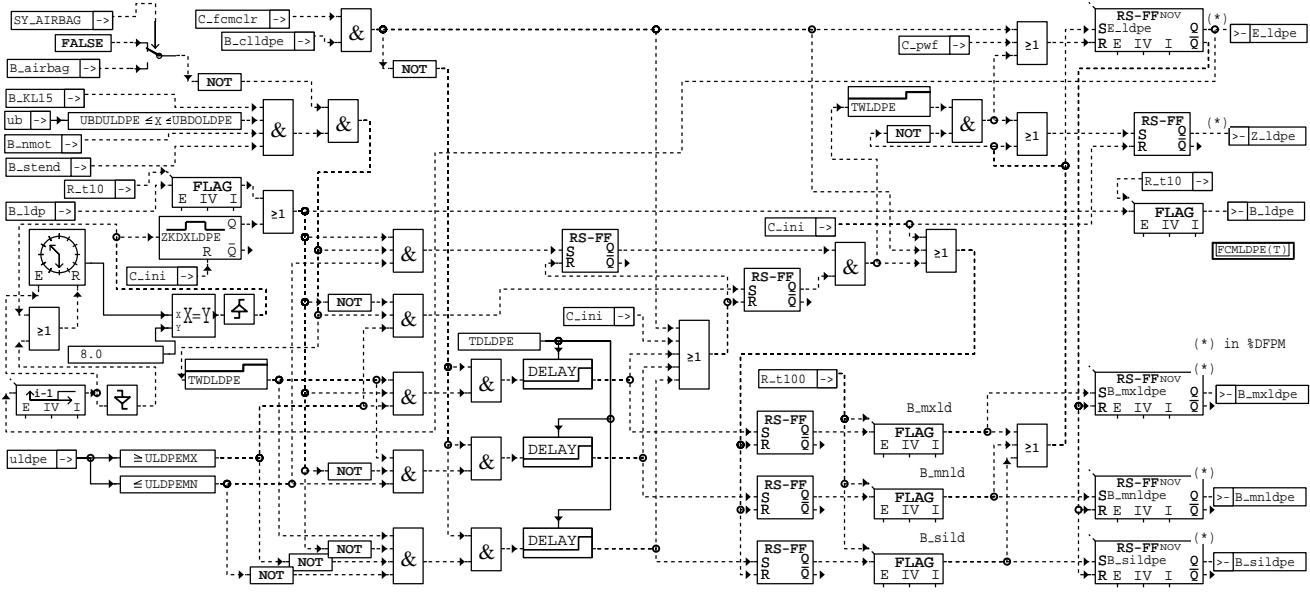 SY_AIRBAG ->
FALSE
B_airbag ->
NOT
C_fcmclr ->
B_clldpe ->
&
NOT
C_pwf ->
≥1
RS-FF NOV
S E_ldpe Q
R E IV I Q
(*)
>- E_ldpe
B_KL15 ->
ub -> UBDULDPE ≤x ≤UBDOLDPE
B_nmot ->
B_stend ->
&
&
TWLDPE
NOT
&
≥1
RS-FF
S Q
R Q
(*)
>- Z_ldpe
R_t10 ->
FLAG
E IV I
B_ldp ->
≥1
ZKDXLDPE Q
R Q
C_ini ->
R_t10 ->
FLAG
E IV I
>- B_ldpe
FCMLDPE(T)
E R
≥1
X X=Y
Y
8.0
i-1
E IV I
TWDLDPE
&
NOT
&
RS-FF
S Q
R Q
RS-FF
S Q
R Q
C_ini ->
&
≥1
C_ini ->
≥1
TDLDPE
&
&
DELAY
R_t100 ->
(*) in %DFPM
RS-FF
S Q
R Q
B_mxld
FLAG
E IV I
≥1
RS-FF NOV
S B_mxldpe Q
R E IV I Q
(*)
>- B_mxldpe
uldpe ->
≥ULDPEMX
≤ULDPEMN
NOT
&
&
DELAY
RS-FF
S Q
R Q
B_mnld
FLAG
E IV I
RS-FF NOV
S B_mnldpe Q
R E IV I Q
(*)
>- B_mnldpe
NOT
NOT
NOT
&
&
DELAY
RS-FF
S Q
R Q
B_sild
FLAG
E IV I
RS-FF NOV
S B_sildpe Q
R E IV I Q
(*)
>- B_sildpe